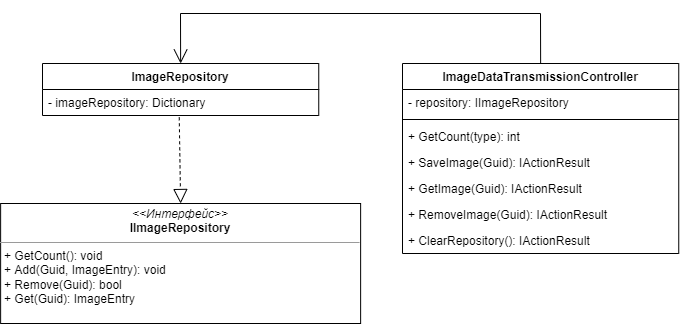 ImageRepository
- imageRepository: Dictionary
ImageDataTransmissionController
- repository: IImageRepository
+ GetCount(type): int
+ SaveImage(Guid): IActionResult
+ GetImage(Guid): IActionResult
+ RemoveImage(Guid): IActionResult
+ ClearRepository(): IActionResult
<<Интерфейс>>
IImageRepository
+ GetCount(): void
+ Add(Guid, ImageEntry): void
+ Remove(Guid): bool
+ Get(Guid): ImageEntry